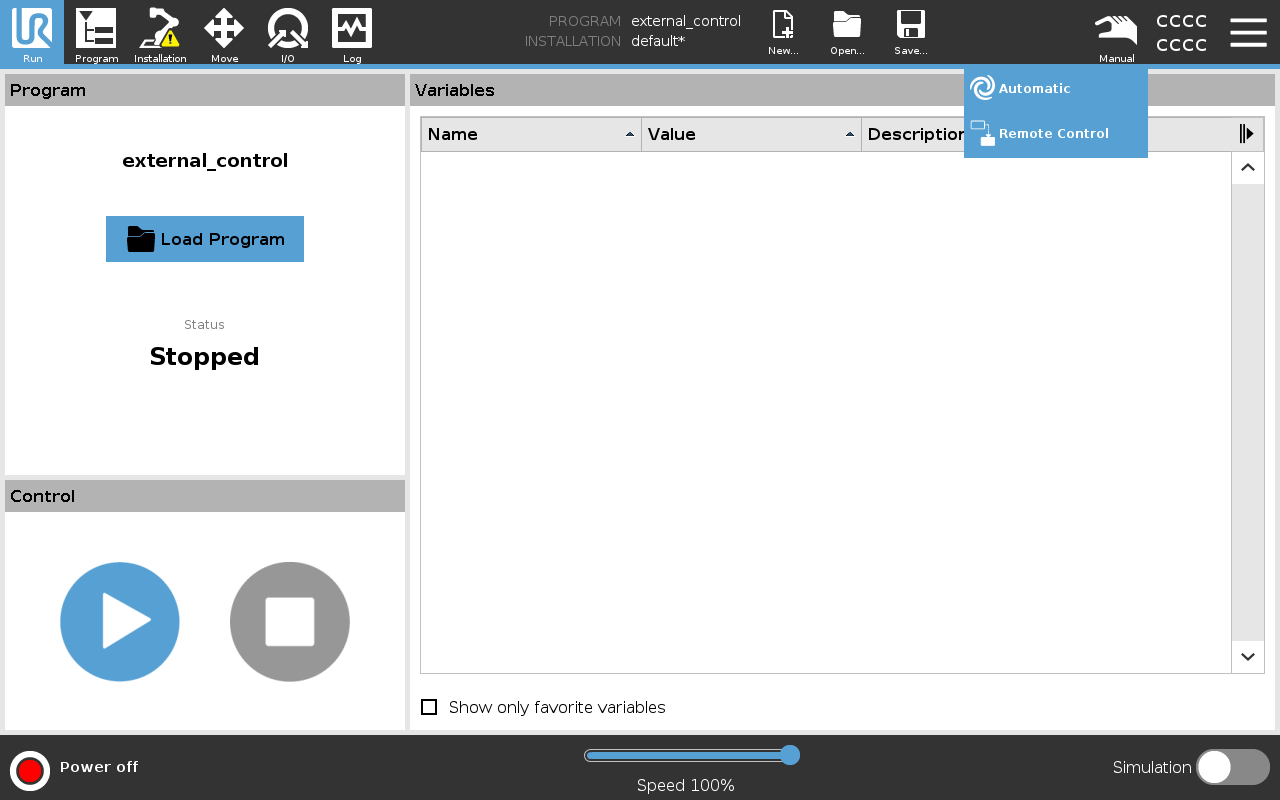 Run
Program
Installation
Move
I/O
Log
PROGRAM external_control
INSTALLATION default*
New...
Open...
Save...
Manual
CCCC
CCCC
Automatic
Remote Control
Program
external_control
Load Program
Status
Stopped
Control
Variables
Name
Value
Description
Show only favorite variables
Power off
Speed 100%
Simulation